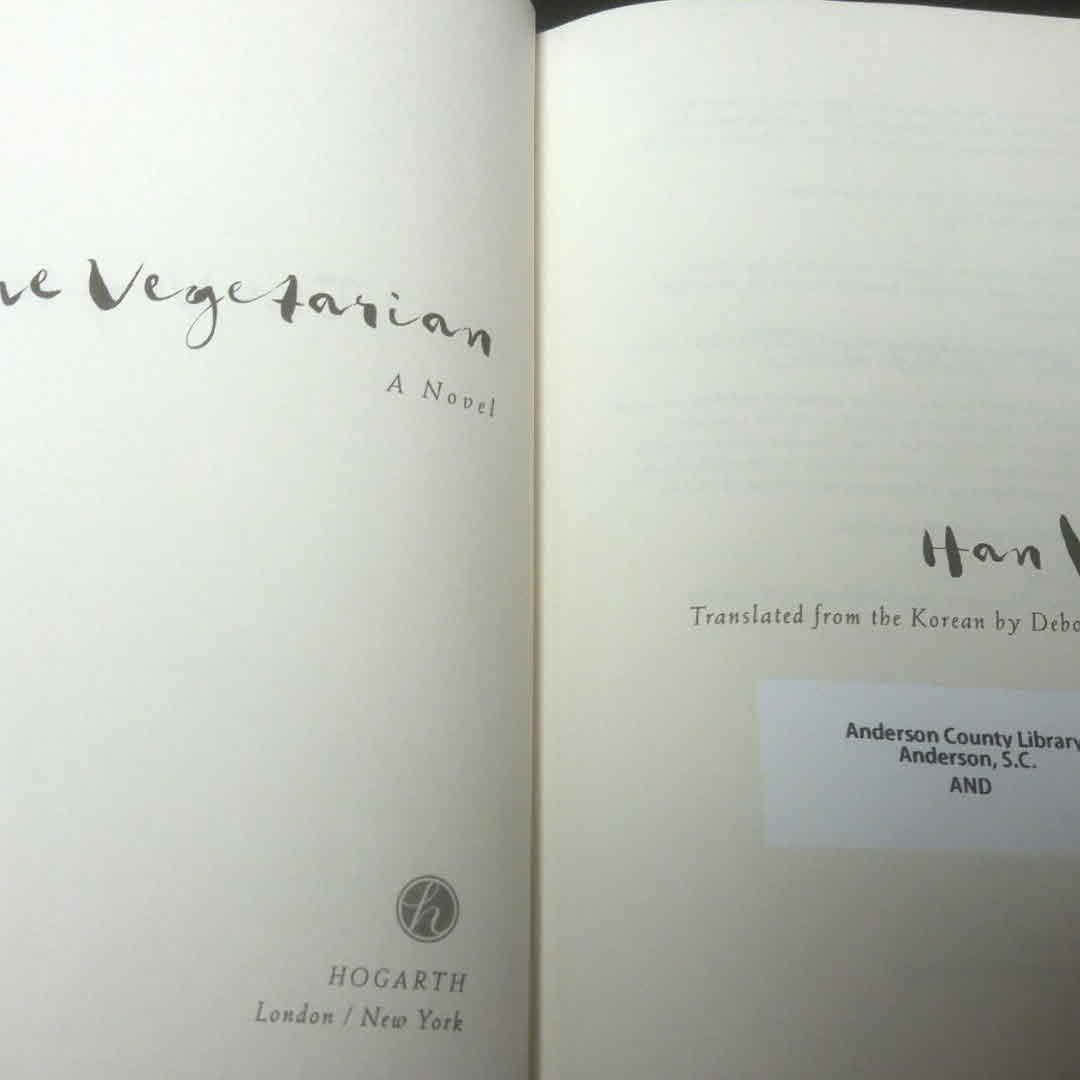 Vegetarian
A Novel
h
HOGARTH
London / New York
Han
Translated from the Korean by
Anderson County Library
Anderson, S.C.
AND